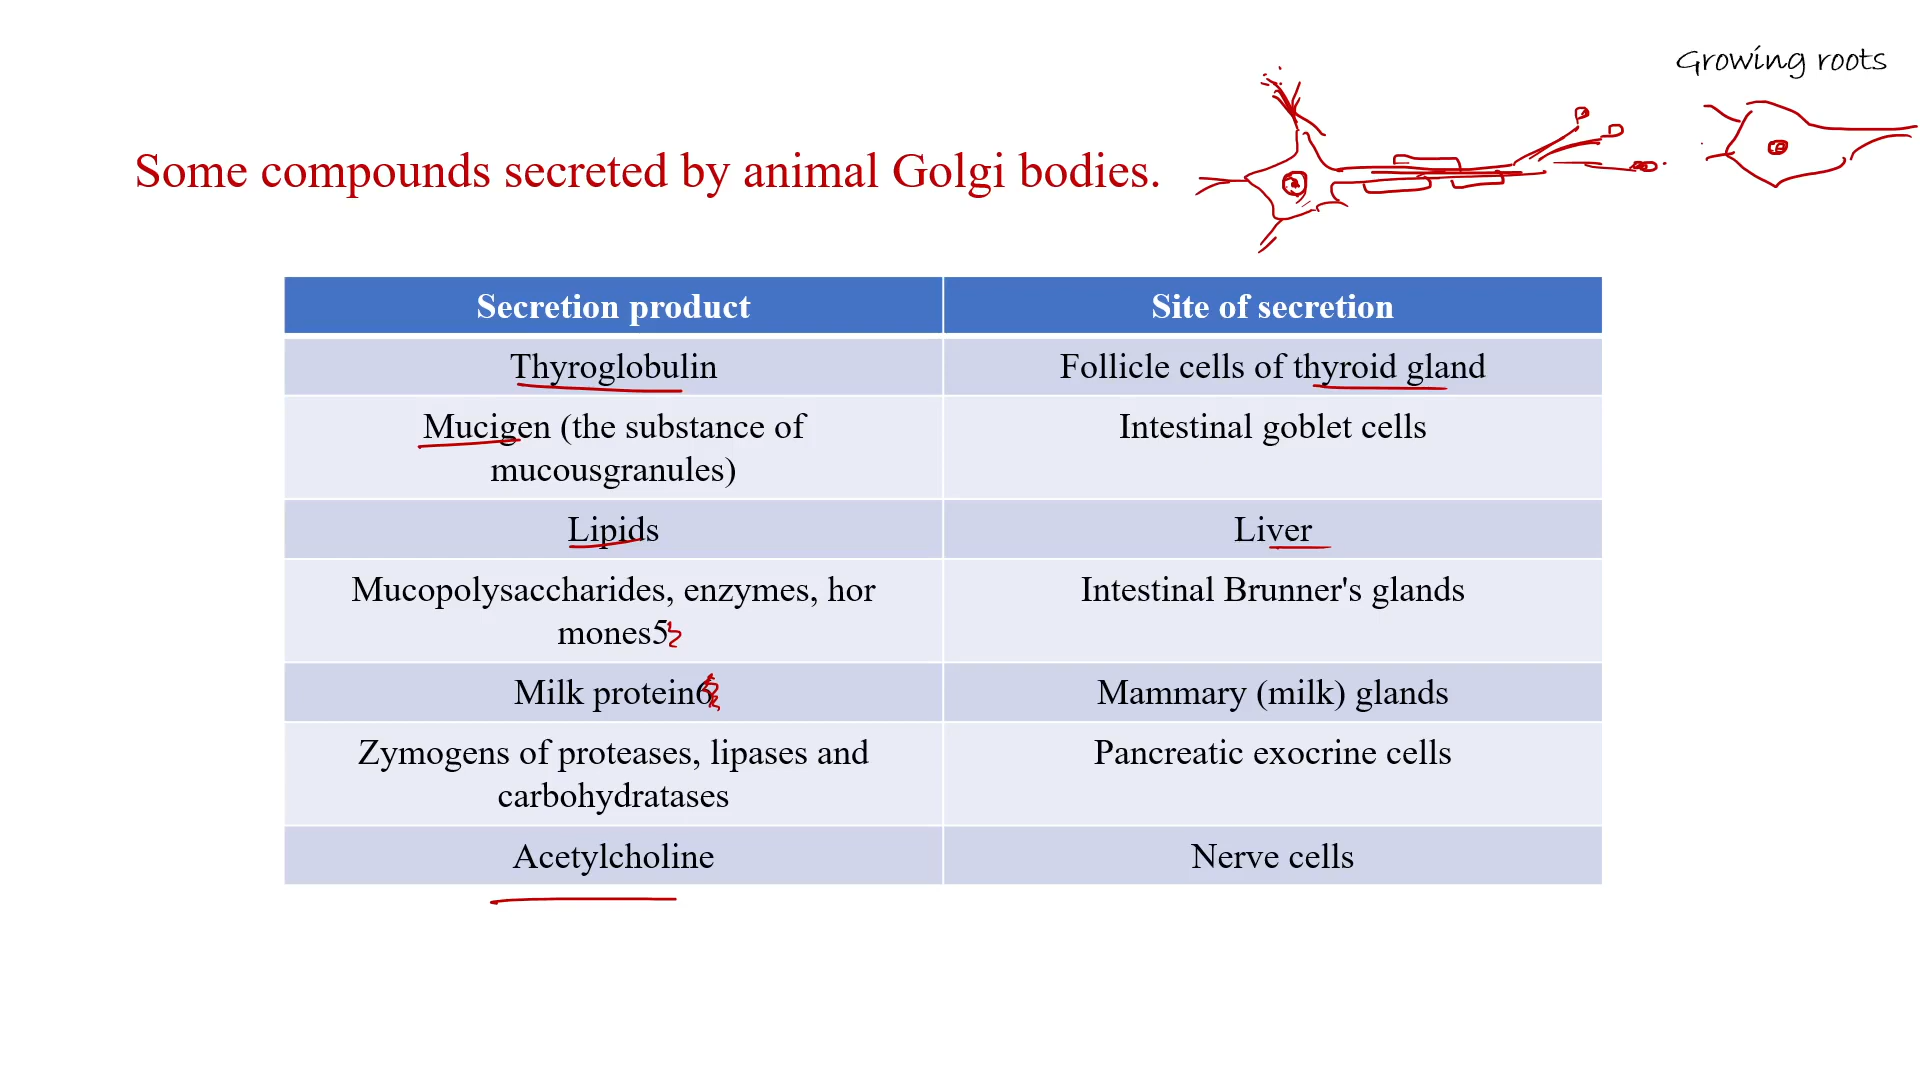 Growing roots
Some compounds secreted by animal Golgi bodies.
Secretion product
Site of secretion
Thyroglobulin
Follicle cells of thyroid gland
Mucigen (the substance of
mucousgranules)
Intestinal goblet cells
Lipids
Liver
Mucopolysaccharides, enzymes, hor
mones5
Intestinal Brunner's glands
Milk protein6
Mammary (milk) glands
Zymogens of proteases, lipases and
carbohydratases
Pancreatic exocrine cells
Acetylcholine
Nerve cells